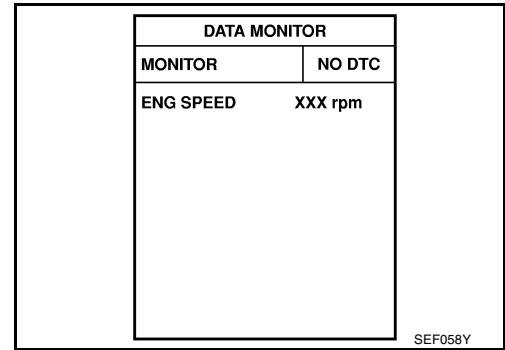 DATA MONITOR
MONITOR NO DTC
ENG SPEED XXX rpm
SEF058Y